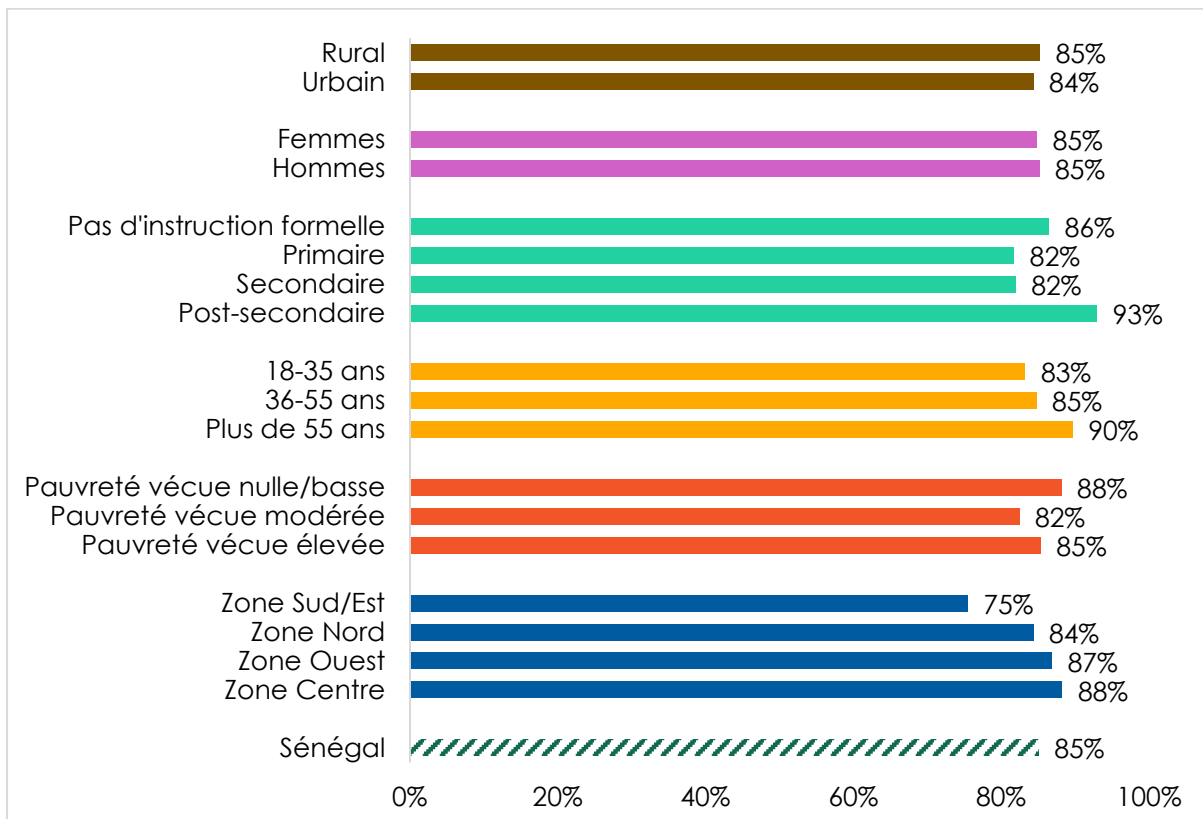 Rural 85%
Urbain 84%
Femmes 85%
Hommes 85%
Pas d'instruction formelle 86%
Primaire 82%
Secondaire 82%
Post-secondaire 93%
18-35 ans 83%
36-55 ans 85%
Plus de 55 ans 90%
Pauvreté vécue nulle/basse 88%
Pauvreté vécue modérée 82%
Pauvreté vécue élevée 85%
Zone Sud/Est 75%
Zone Nord 84%
Zone Ouest 87%
Zone Centre 88%
Sénégal 85%
0% 20% 40% 60% 80% 100%